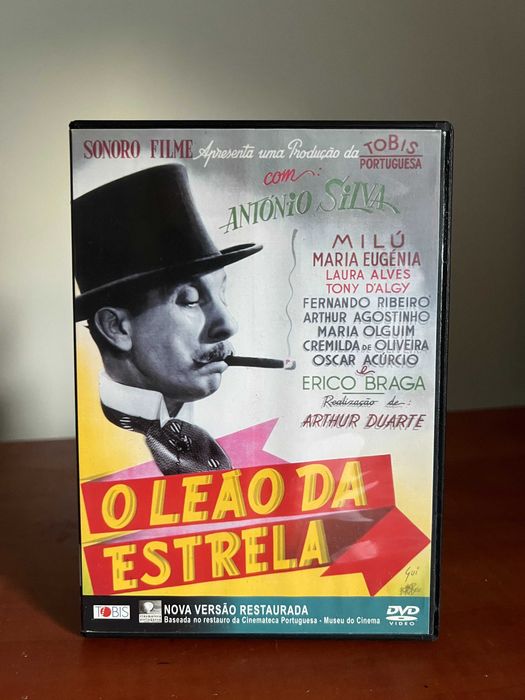 SONORO FILME Apresenta uma Produção da TOBIS
PORTUGUESA
com:
ANTÓNIO SILVA
MILÚ
MARIA EUGÉNIA
LAURA ALVES
TONY D'ALGY
FERNANDO RIBEIRO
ARTHUR AGOSTINHO
MARIA OLGUIM
CREMILDA DE OLIVEIRA
OSCAR ACÚRCIO
e
ERICO BRAGA
Realização de:
ARTHUR DUARTE
O LEÃO DA
ESTRELA
Gui
TOBIS
NOVA VERSÃO RESTAURADA
Baseada no restauro da Cinemateca Portuguesa - Museu do Cinema
DVD
VIDEO